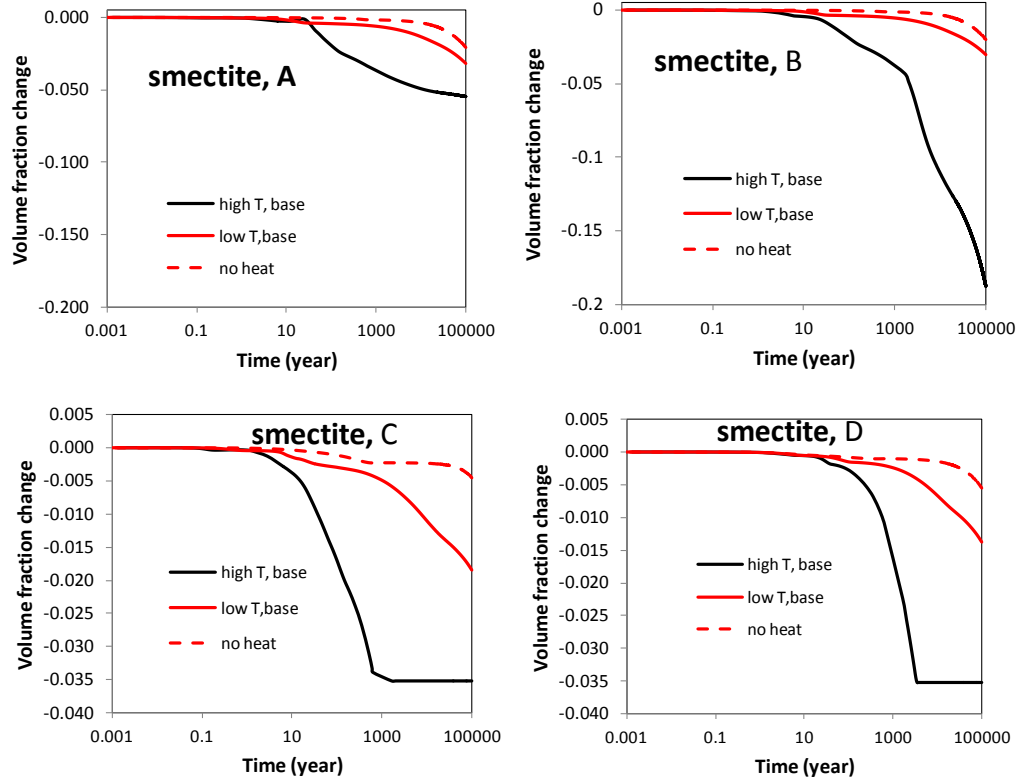 0.000
-0.050
-0.100
-0.150
-0.200
Volume fraction change
smectite, A
high T, base
low T,base
no heat
0.001
0.1
10
1000
100000
Time (year)
0
-0.05
-0.1
-0.15
-0.2
Volume fraction change
smectite, B
high T, base
low T,base
no heat
0.001
0.1
10
1000
100000
Time (year)
0.005
0.000
-0.005
-0.010
-0.015
-0.020
-0.025
-0.030
-0.035
-0.040
Volume fraction change
smectite, C
high T, base
low T,base
no heat
0.001
0.1
10
1000
100000
Time (year)
0.005
0.000
-0.005
-0.010
-0.015
-0.020
-0.025
-0.030
-0.035
-0.040
Volume fraction change
smectite, D
high T, base
low T,base
no heat
0.001
0.1
10
1000
100000
Time (year)